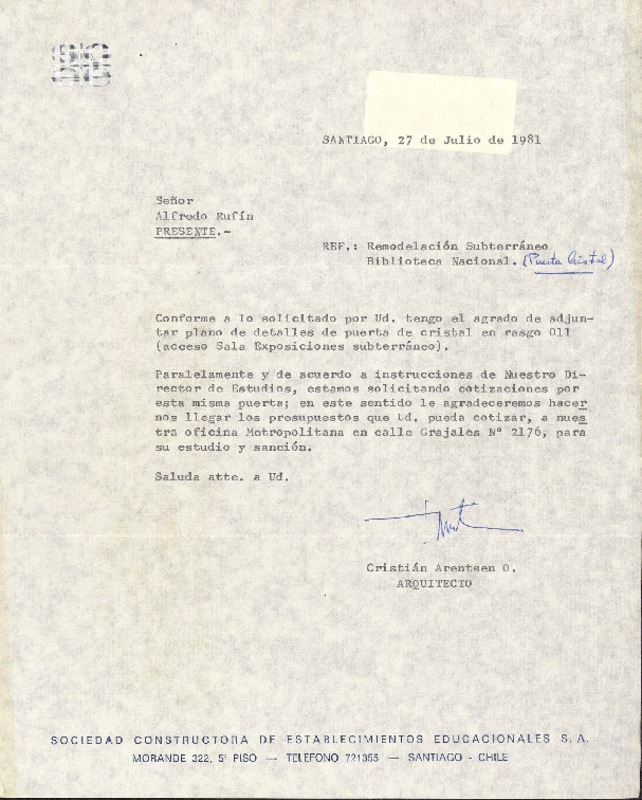 SANTIAGO, 27 de Julio de 1981
Señor
Alfredo Rufín
PRESENTE.-
REF.: Remodelación Subterráneo
Biblioteca Nacional. (Puerta Cristal)
Conforme a lo solicitado por Ud. tengo el agrado de adjun-
tar plano de detalles de puerta de cristal en rasgo 011
(acceso Sala Exposiciones subterráneo).
Paralelamente y de acuerdo a instrucciones de Nuestro Di-
rector de Estudios, estamos solicitando cotizaciones por
esta misma puerta; en este sentido le agradeceremos hacer
nos llegar los presupuestos que Ud. pueda cotizar, a nues
tra oficina Metropolitana en calle Grajales N° 2176, para
su estudio y sanción.
Saluda atte. a Ud.
Cristián Arentsen O.
ARQUITECTO
SOCIEDAD CONSTRUCTORA DE ESTABLECIMIENTOS EDUCACIONALES S. A.
MORANDE 322, 5° PISO — TELEFONO 721355 — SANTIAGO - CHILE